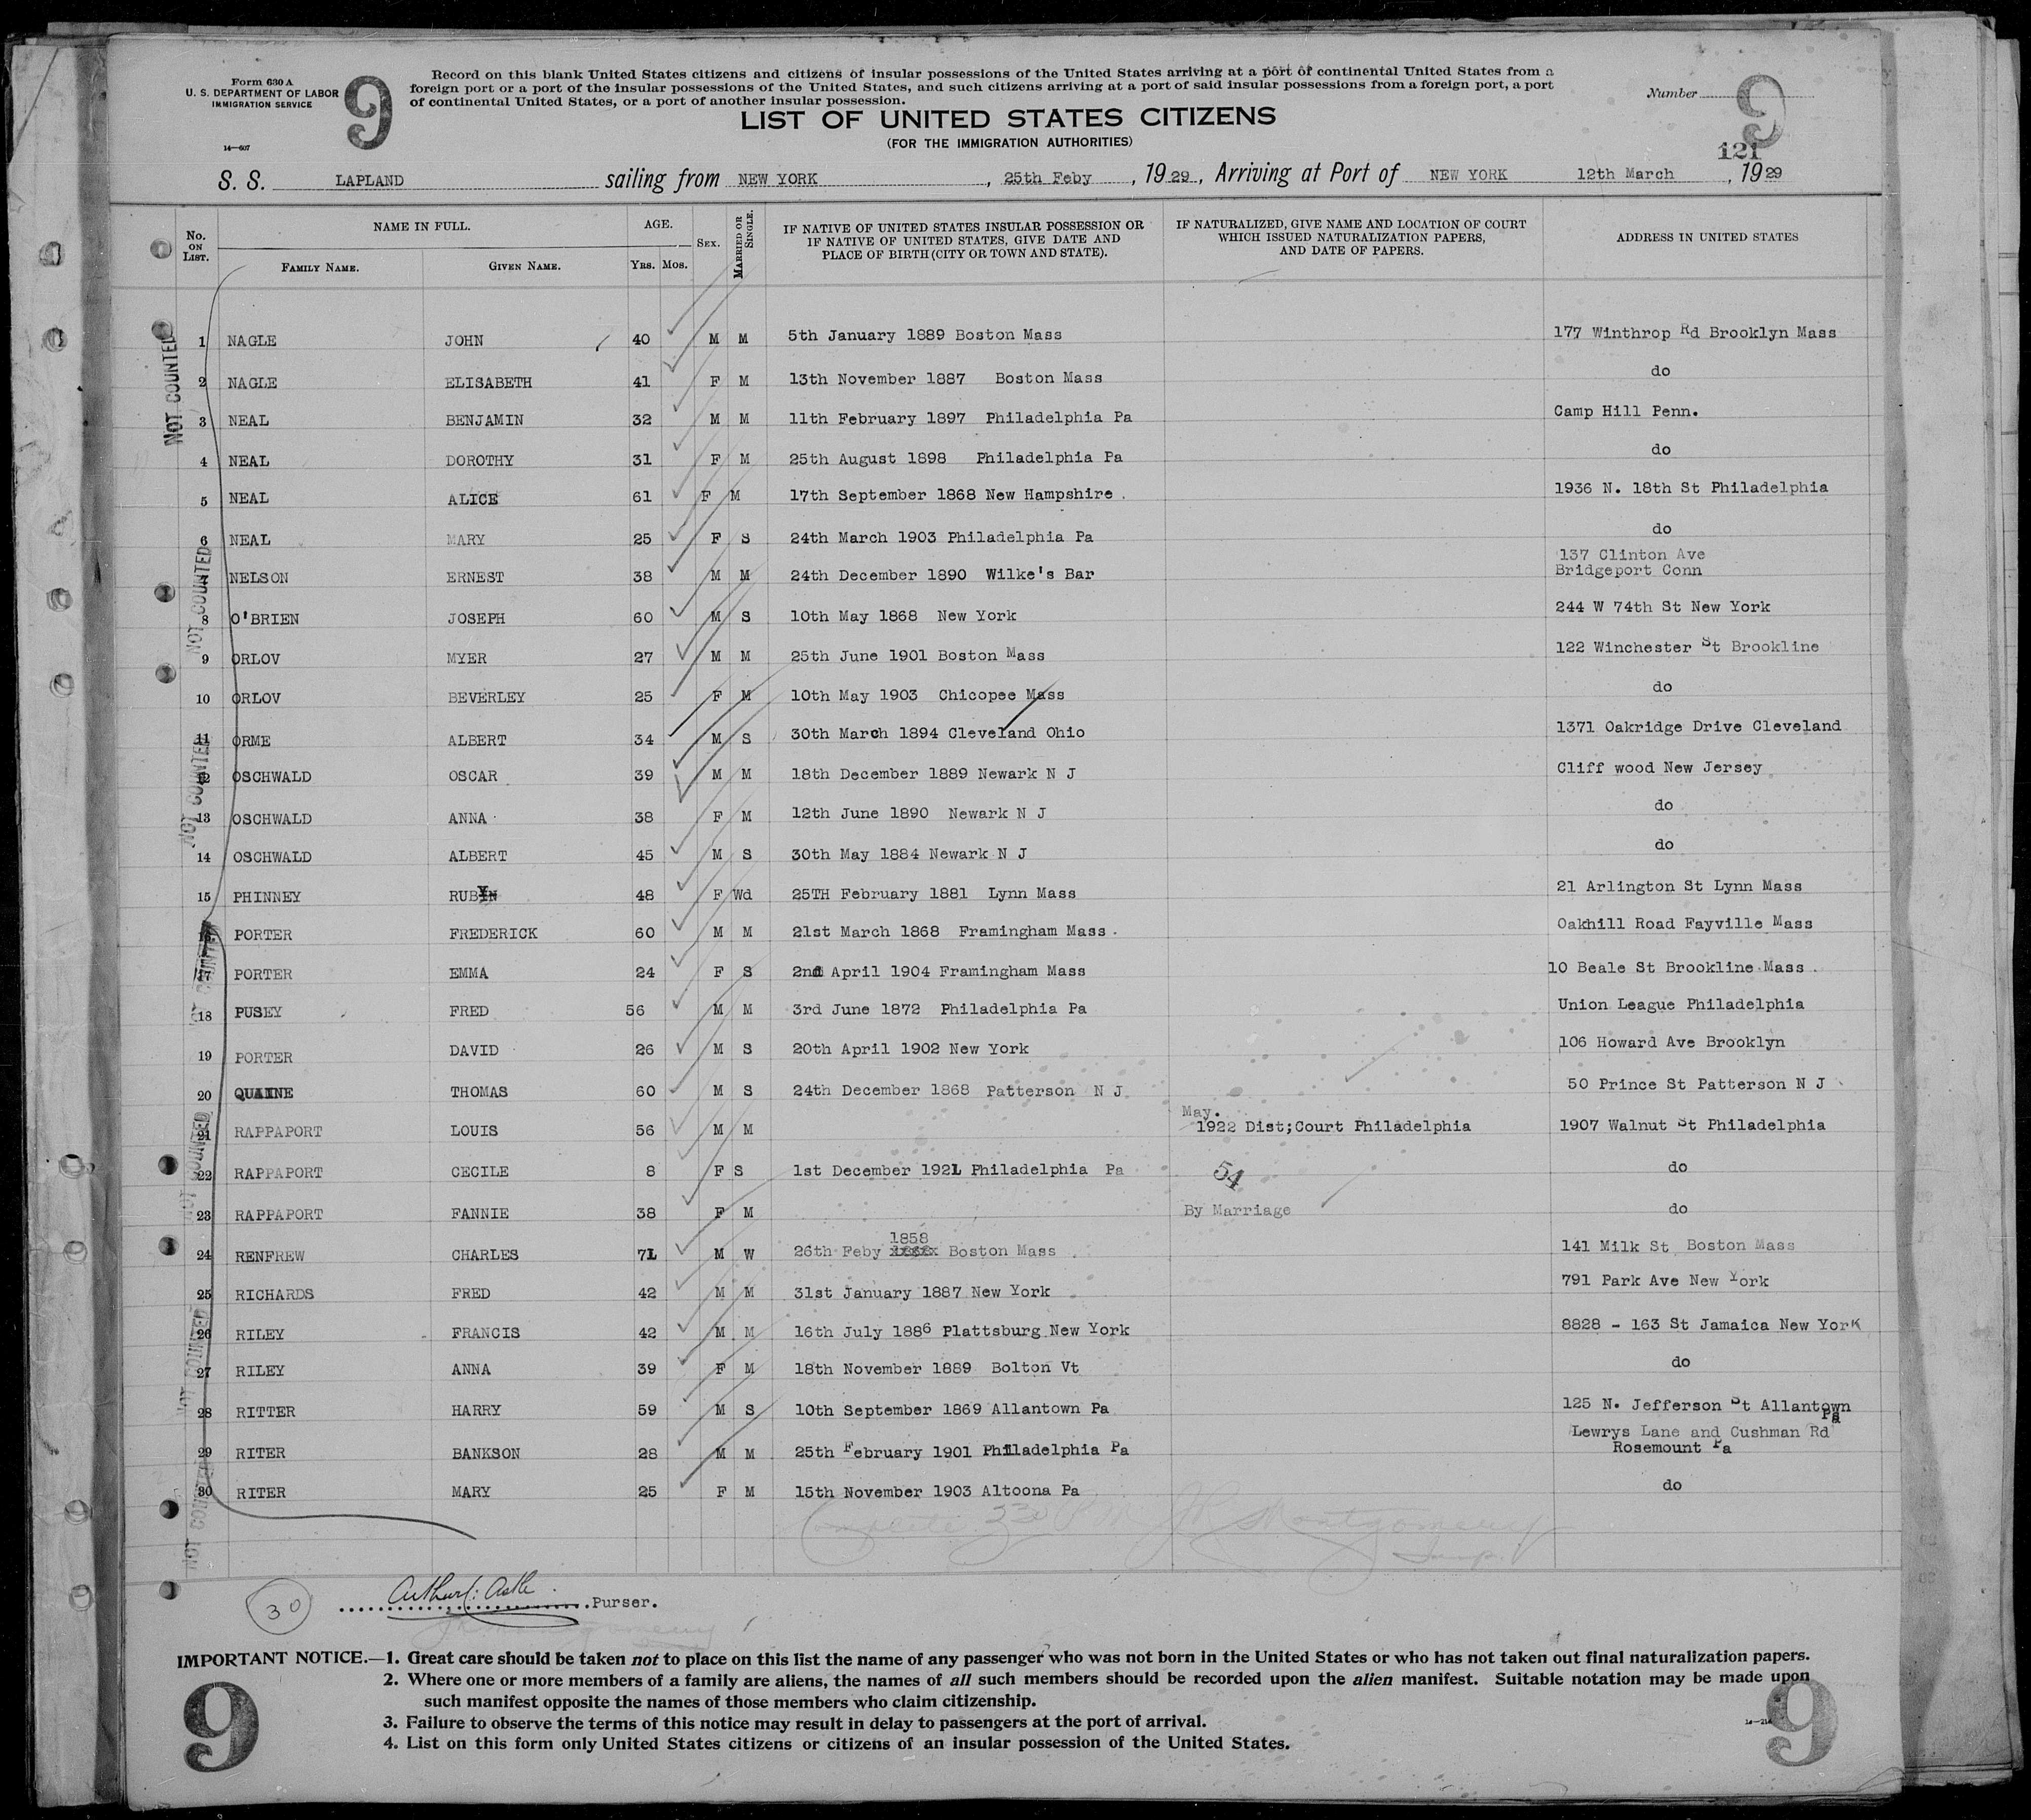 Form 630 A
U. S. DEPARTMENT OF LABOR
IMMIGRATION SERVICE
14—607
9
Record on this blank United States citizens and citizens of insular possessions of the United States arriving at a port of continental United States from a
foreign port or a port of the insular possessions of the United States, and such citizens arriving at a port of said insular possessions from a foreign port, a port
of continental United States, or a port of another insular possession.
Number 9
LIST OF UNITED STATES CITIZENS
(FOR THE IMMIGRATION AUTHORITIES)
121
S. S. LAPLAND sailing from NEW YORK, 25th Feby, 1929, Arriving at Port of NEW YORK 12th March, 1929
No. ON LIST. NAME IN FULL. FAMILY NAME. GIVEN NAME. AGE. YRS. MOS. SEX. MARRIED OR SINGLE. IF NATIVE OF UNITED STATES INSULAR POSSESSION OR IF NATIVE OF UNITED STATES, GIVE DATE AND PLACE OF BIRTH (CITY OR TOWN AND STATE). IF NATURALIZED, GIVE NAME AND LOCATION OF COURT WHICH ISSUED NATURALIZATION PAPERS, AND DATE OF PAPERS. ADDRESS IN UNITED STATES
1 NAGLE JOHN 40 M M 5th January 1889 Boston Mass 177 Winthrop Rd Brooklyn Mass
2 NAGLE ELISABETH 41 F M 13th November 1887 Boston Mass do
3 NEAL BENJAMIN 32 M M 11th February 1897 Philadelphia Pa Camp Hill Penn.
4 NEAL DOROTHY 31 F M 25th August 1898 Philadelphia Pa do
5 NEAL ALICE 61 F M 17th September 1868 New Hampshire. 1936 N. 18th St Philadelphia
6 NEAL MARY 25 F S 24th March 1903 Philadelphia Pa do
NELSON ERNEST 38 M M 24th December 1890 Wilke's Bar 137 Clinton Ave
Bridgeport Conn
8 O'BRIEN JOSEPH 60 M S 10th May 1868 New York 244 W 74th St New York
9 ORLOV MYER 27 M M 25th June 1901 Boston Mass 122 Winchester St Brookline
10 ORLOV BEVERLEY 25 F M 10th May 1903 Chicopee Mass do
11 ORME ALBERT 34 M S 30th March 1894 Cleveland Ohio 1371 Oakridge Drive Cleveland
12 OSCHWALD OSCAR 39 M M 18th December 1889 Newark N J Cliff wood New Jersey
13 OSCHWALD ANNA 38 F M 12th June 1890 Newark N J do
14 OSCHWALD ALBERT 45 M S 30th May 1884 Newark N J do
15 PHINNEY RUBY 48 F Wd 25TH February 1881 Lynn Mass 21 Arlington St Lynn Mass
16 PORTER FREDERICK 60 M M 21st March 1868 Framingham Mass. Oakhill Road Fayville Mass
17 PORTER EMMA 24 F S 2nd April 1904 Framingham Mass 10 Beale St Brookline Mass.
18 PUSEY FRED 56 M M 3rd June 1872 Philadelphia Pa Union League Philadelphia
19 PORTER DAVID 26 M S 20th April 1902 New York 106 Howard Ave Brooklyn
20 QUAINE THOMAS 60 M S 24th December 1868 Patterson N J 50 Prince St Patterson N J
May.
21 RAPPAPORT LOUIS 56 M M 1922 Dist;Court Philadelphia 1907 Walnut St Philadelphia
22 RAPPAPORT CECILE 8 F S 1st December 1921 Philadelphia Pa 54 do
23 RAPPAPORT FANNIE 38 F M By Marriage do
1858
24 RENFREW CHARLES 71 M W 26th Feby Boston Mass 141 Milk St Boston Mass
25 RICHARDS FRED 42 M M 31st January 1887 New York 791 Park Ave New York
26 RILEY FRANCIS 42 M M 16th July 1886 Plattsburg New York 8828 - 163 St Jamaica New York
27 RILEY ANNA 39 F M 18th November 1889 Bolton Vt do
28 RITTER HARRY 59 M S 10th September 1869 Allantown Pa 125 N. Jefferson St Allantown
Pa
29 RITER BANKSON 28 M M 25th February 1901 Philadelphia Pa Lewrys Lane and Cushman Rd
Rosemount Pa
30 RITER MARY 25 F M 15th November 1903 Altoona Pa do
NOT COUNTED
NOT COUNTED
NOT COUNTED
NOT COUNTED
NOT COUNTED
NOT COUNTED
NOT COUNTED
Complete 330 PM JR Montgomery
Insp.
30 Arthur C. Astle Purser.
IMPORTANT NOTICE.—1. Great care should be taken not to place on this list the name of any passenger who was not born in the United States or who has not taken out final naturalization papers.
2. Where one or more members of a family are aliens, the names of all such members should be recorded upon the alien manifest. Suitable notation may be made upon
such manifest opposite the names of those members who claim citizenship.
3. Failure to observe the terms of this notice may result in delay to passengers at the port of arrival.
4. List on this form only United States citizens or citizens of an insular possession of the United States.
9
9